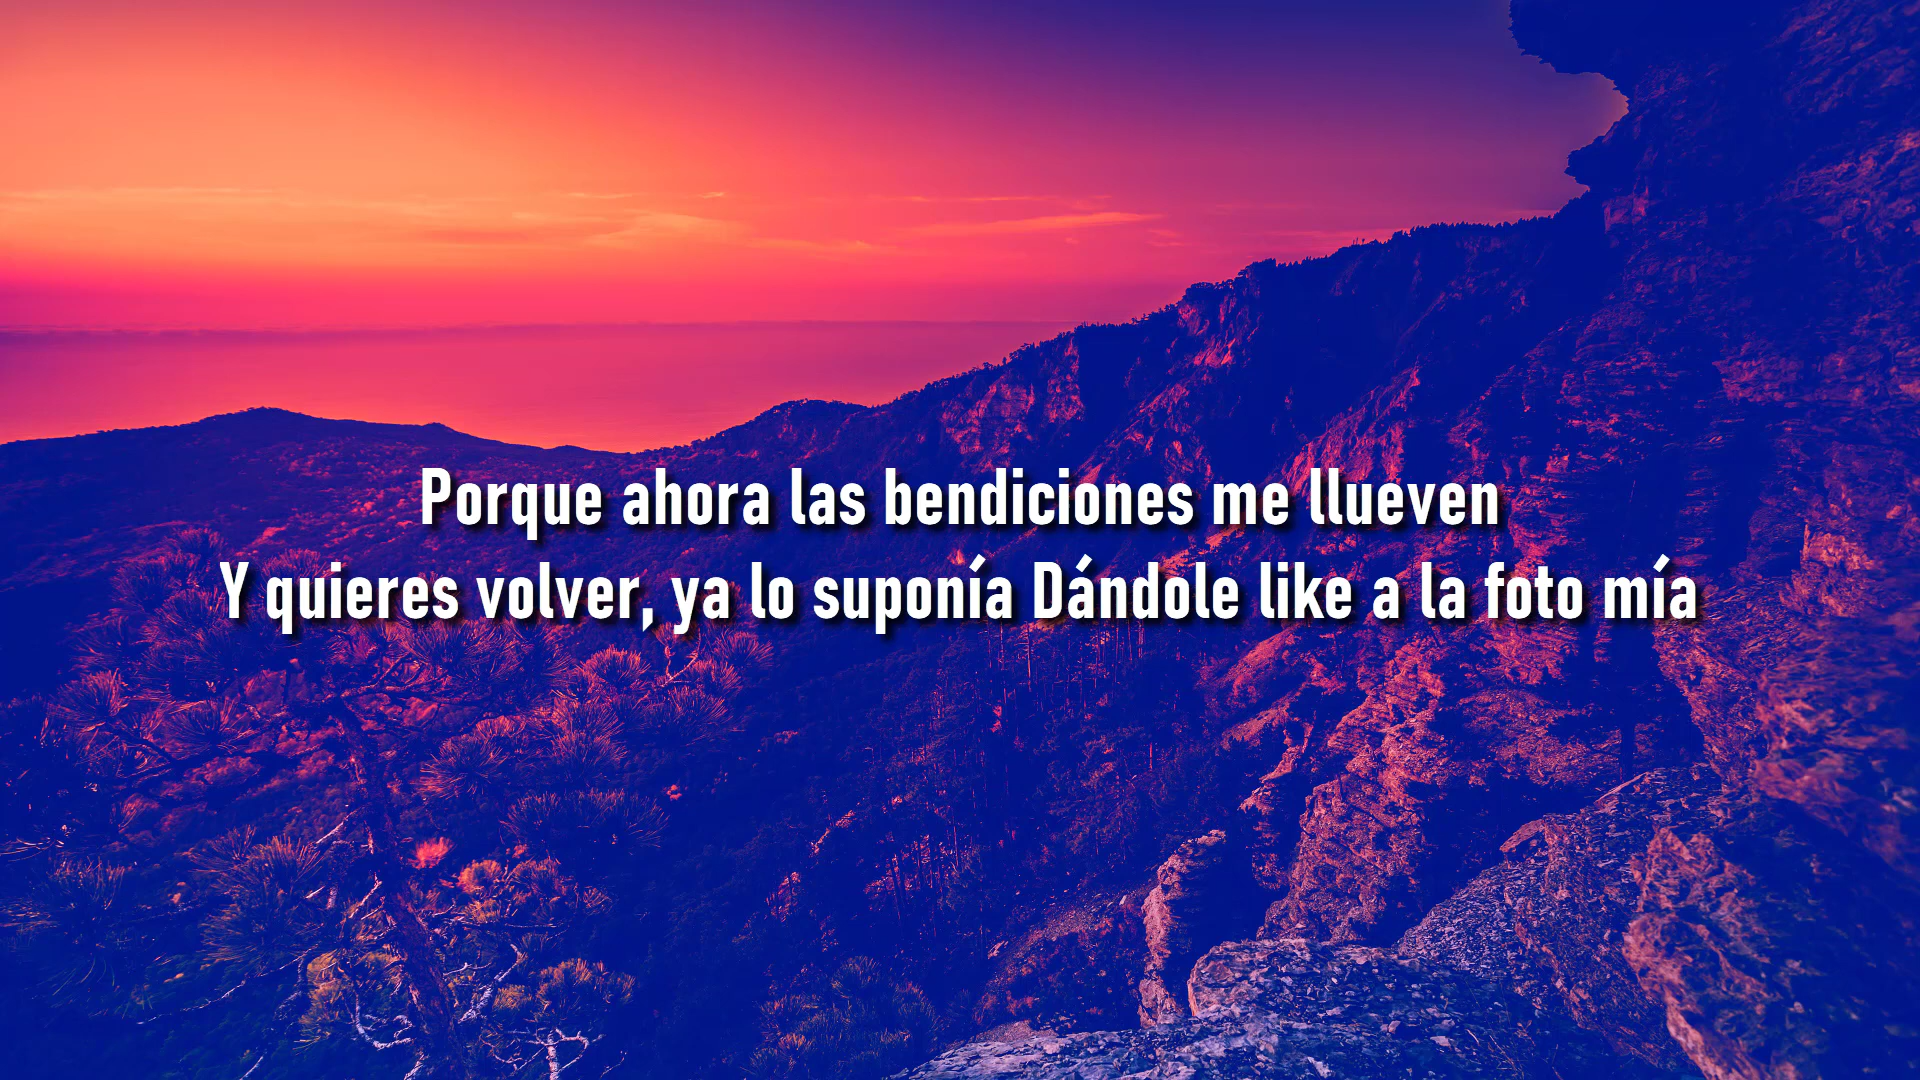 Porque ahora las bendiciones me llueven
Y quieres volver, ya lo suponía Dándole like a la foto mía